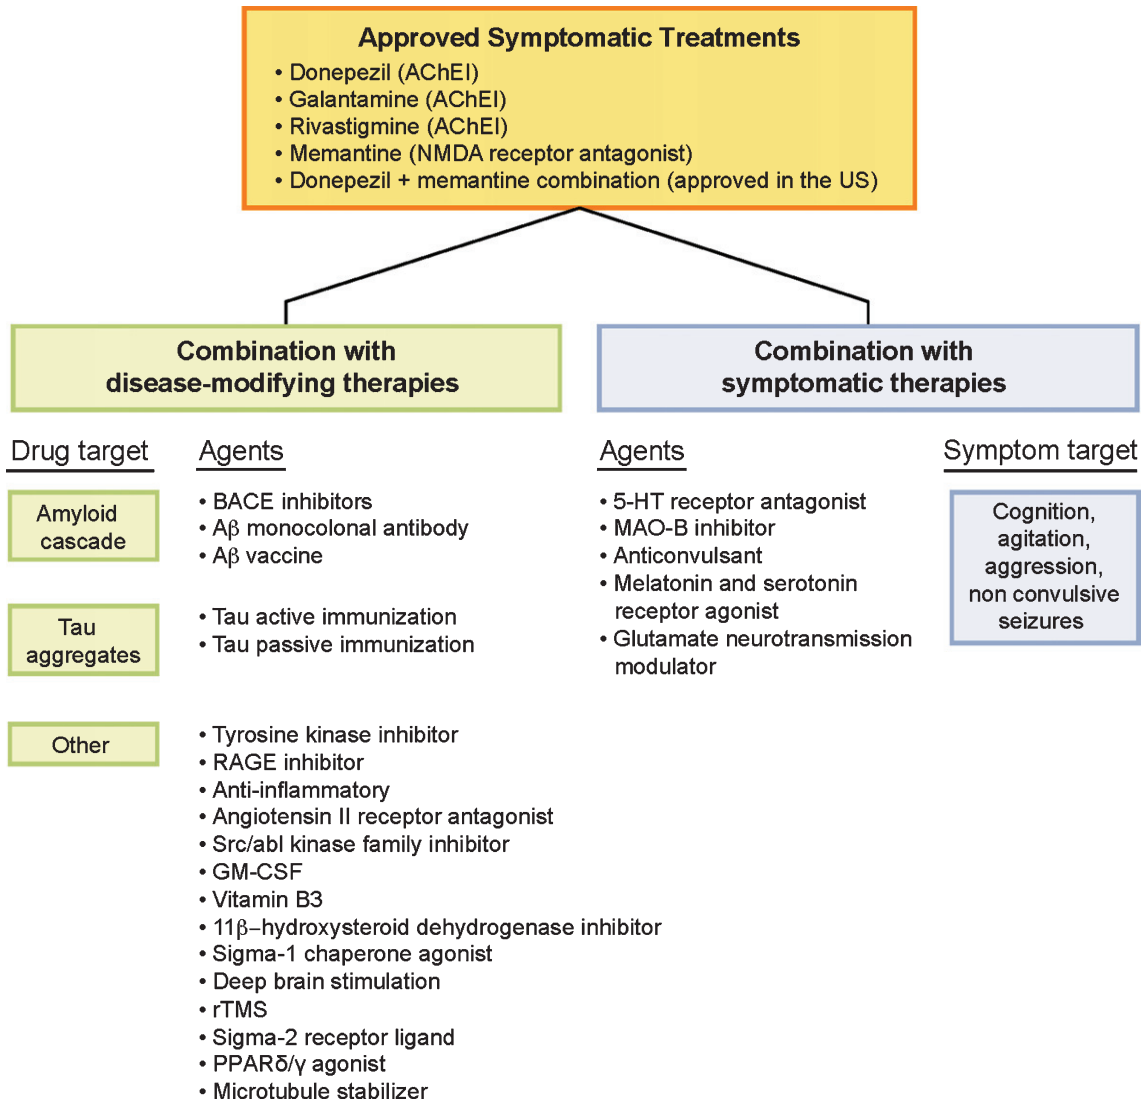 Approved Symptomatic Treatments
• Donepezil (AChEI)
• Galantamine (AChEI)
• Rivastigmine (AChEI)
• Memantine (NMDA receptor antagonist)
• Donepezil + memantine combination (approved in the US)
Combination with
disease-modifying therapies
Drug target
Agents
Amyloid
cascade
• BACE inhibitors
• Aβ monocolonal antibody
• Aβ vaccine
Tau
aggregates
• Tau active immunization
• Tau passive immunization
Other
• Tyrosine kinase inhibitor
• RAGE inhibitor
• Anti-inflammatory
• Angiotensin II receptor antagonist
• Src/abl kinase family inhibitor
• GM-CSF
• Vitamin B3
• 11β–hydroxysteroid dehydrogenase inhibitor
• Sigma-1 chaperone agonist
• Deep brain stimulation
• rTMS
• Sigma-2 receptor ligand
• PPARδ/γ agonist
• Microtubule stabilizer
Combination with
symptomatic therapies
Agents
Symptom target
• 5-HT receptor antagonist
• MAO-B inhibitor
• Anticonvulsant
• Melatonin and serotonin
receptor agonist
• Glutamate neurotransmission
modulator
Cognition,
agitation,
aggression,
non convulsive
seizures